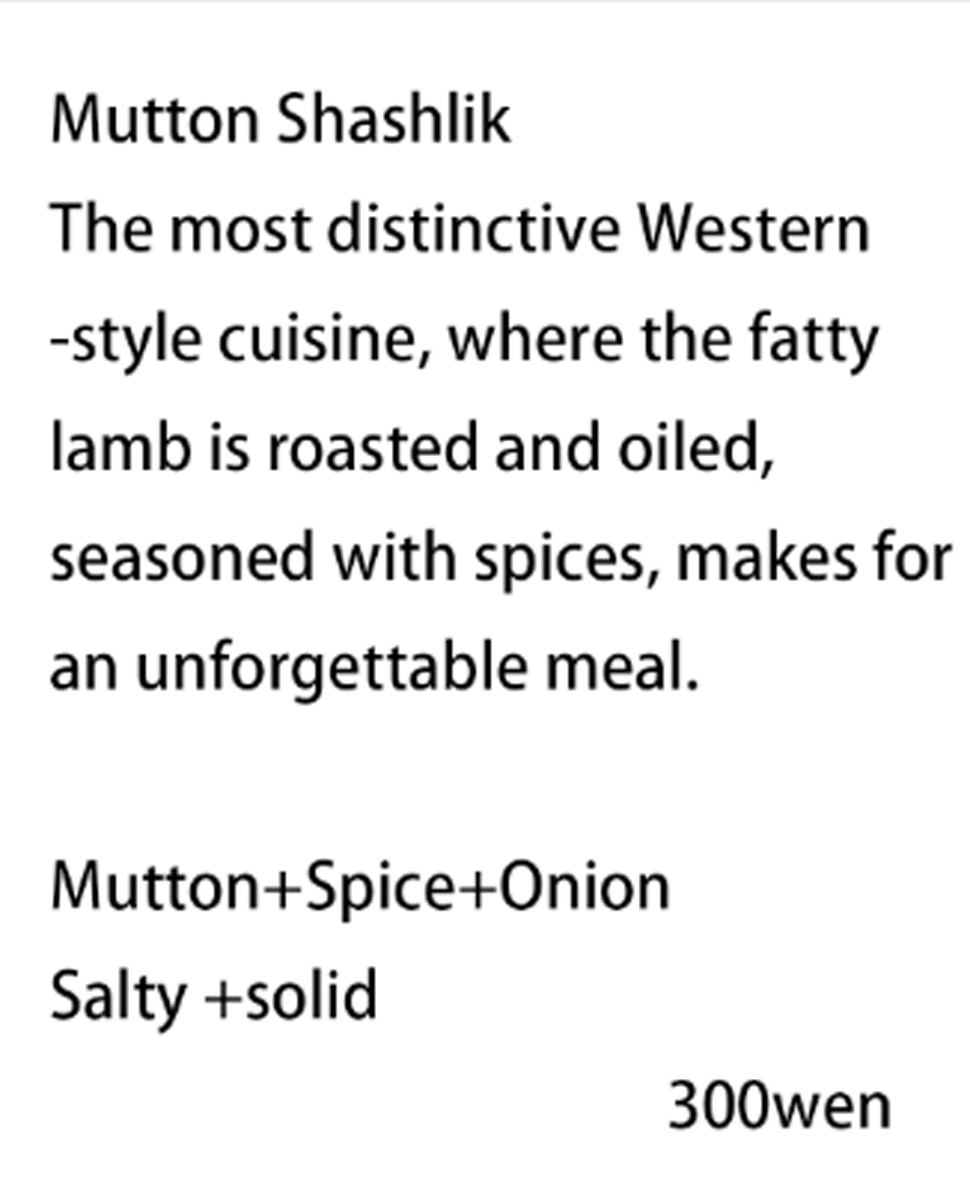 Mutton Shashlik
The most distinctive Western
-style cuisine, where the fatty
lamb is roasted and oiled,
seasoned with spices, makes for
an unforgettable meal.
Mutton+Spice+Onion
Salty +solid
300wen